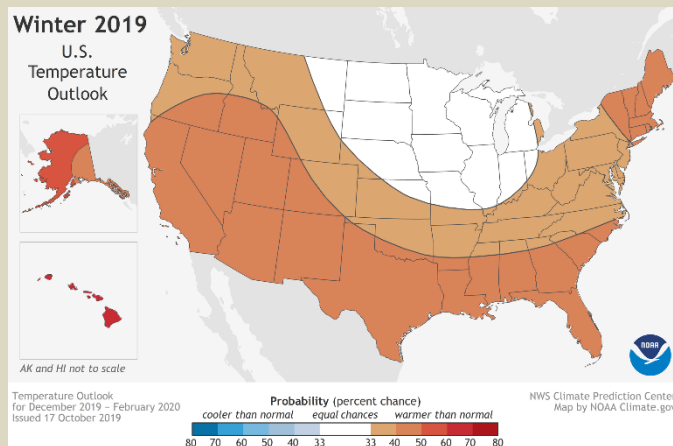 Winter 2019
U.S.
Temperature
Outlook
AK and HI not to scale
NOAA
Temperature Outlook
for December 2019 – February 2020
Issued 17 October 2019
Probability (percent chance)
cooler than normal equal chances warmer than normal
80 70 60 50 40 33 33 40 50 60 70 80
NWS Climate Prediction Center
Map by NOAA Climate.gov